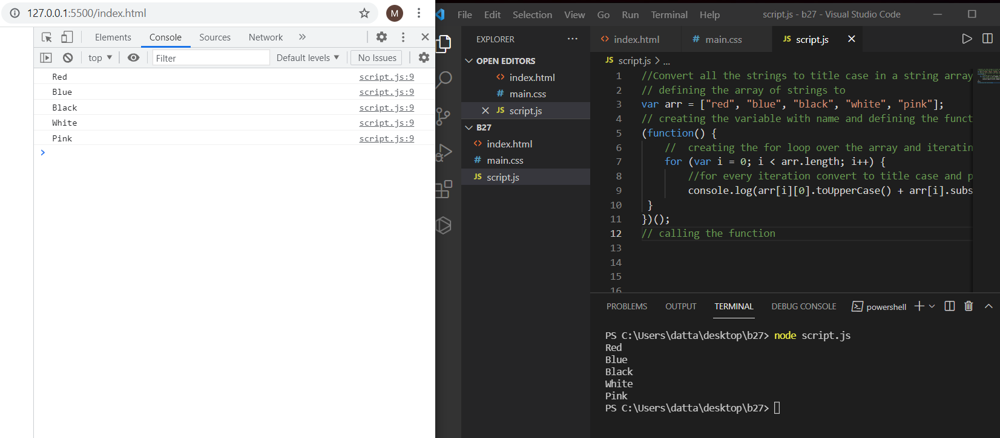 127.0.0.1:5500/index.html
M
Elements Console Sources Network »
top Filter Default levels No Issues
Red script.js:9
Blue script.js:9
Black script.js:9
White script.js:9
Pink script.js:9
>
File Edit Selection View Go Run Terminal Help script.js - b27 - Visual Studio Code
EXPLORER ...
OPEN EDITORS
<> index.html
# main.css
JS script.js
B27
<> index.html
# main.css
JS script.js
<> index.html # main.css JS script.js
JS script.js > ...
1 //Convert all the strings to title case in a string array
2 // defining the array of strings to
3 var arr = ["red", "blue", "black", "white", "pink"];
4 // creating the variable with name and defining the funct
5 (function() {
6 //  creating the for loop over the array and iteratin
7 for (var i = 0; i < arr.length; i++) {
8 //for every iteration convert to title case and p
9 console.log(arr[i][0].toUpperCase() + arr[i].subs
10 }
11 })();
12 // calling the function
13
14
15
16
PROBLEMS OUTPUT TERMINAL DEBUG CONSOLE powershell
PS C:\Users\datta\desktop\b27> node script.js
Red
Blue
Black
White
Pink
PS C:\Users\datta\desktop\b27>